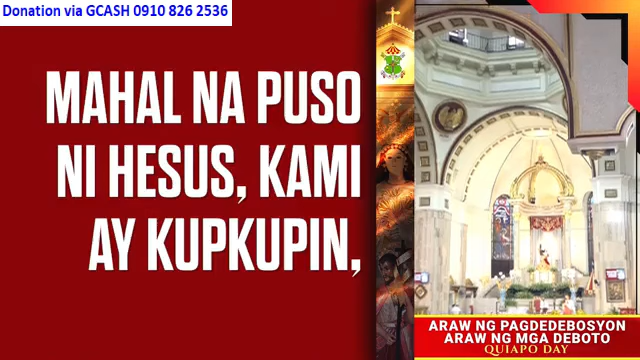 Donation via GCASH 0910 826 2536
MAHAL NA PUSO
NI HESUS, KAMI
AY KUPKUPIN,
ARAW NG PAGDEDEBOSYON
ARAW NG MGA DEBOTO
QUIAPO DAY